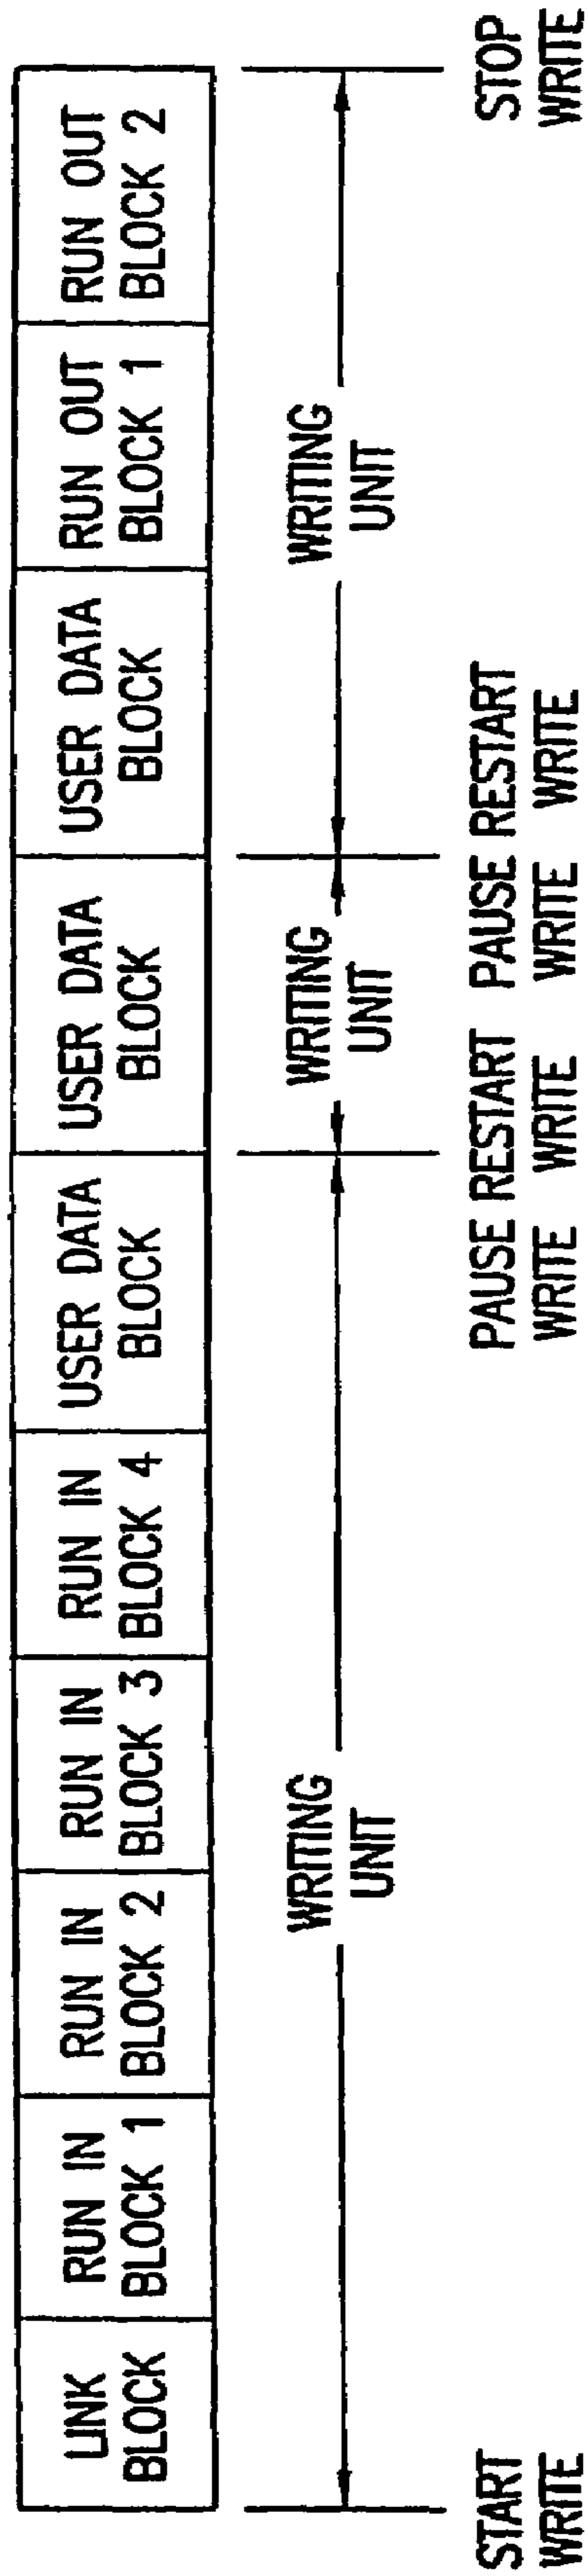 LINK
BLOCK
RUN IN
BLOCK 1
RUN IN
BLOCK 2
RUN IN
BLOCK 3
RUN IN
BLOCK 4
USER DATA
BLOCK
USER DATA
BLOCK
USER DATA
BLOCK
RUN OUT
BLOCK 1
RUN OUT
BLOCK 2
WRITING
UNIT
WRITING
UNIT
WRITING
UNIT
START
WRITE
PAUSE RESTART
WRITE WRITE
PAUSE RESTART
WRITE WRITE
STOP
WRITE